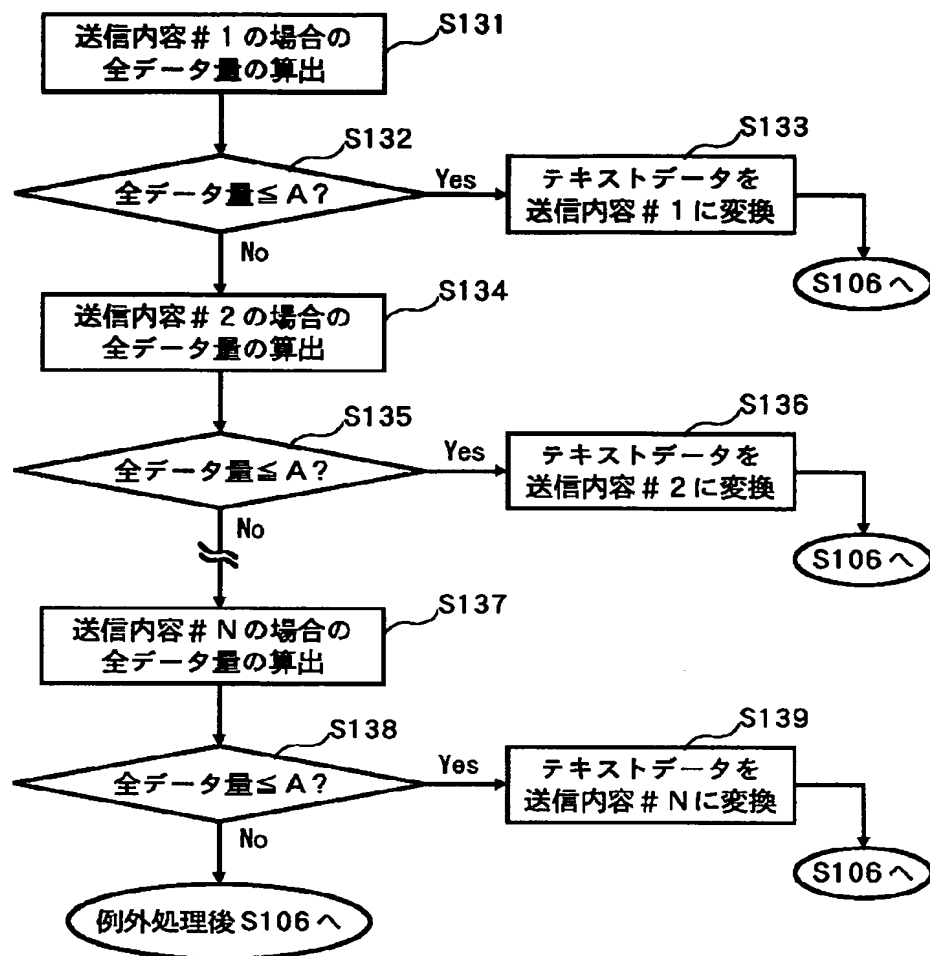 送信内容＃１の場合の
全データ量の算出
S131
全データ量≦A？
S132
Yes
テキストデータを
送信内容＃１に変換
S133
S106へ
No
送信内容＃２の場合の
全データ量の算出
S134
全データ量≦A？
S135
Yes
テキストデータを
送信内容＃２に変換
S136
S106へ
No
送信内容＃Ｎの場合の
全データ量の算出
S137
全データ量≦A？
S138
Yes
テキストデータを
送信内容＃Ｎに変換
S139
S106へ
No
例外処理後S106へ